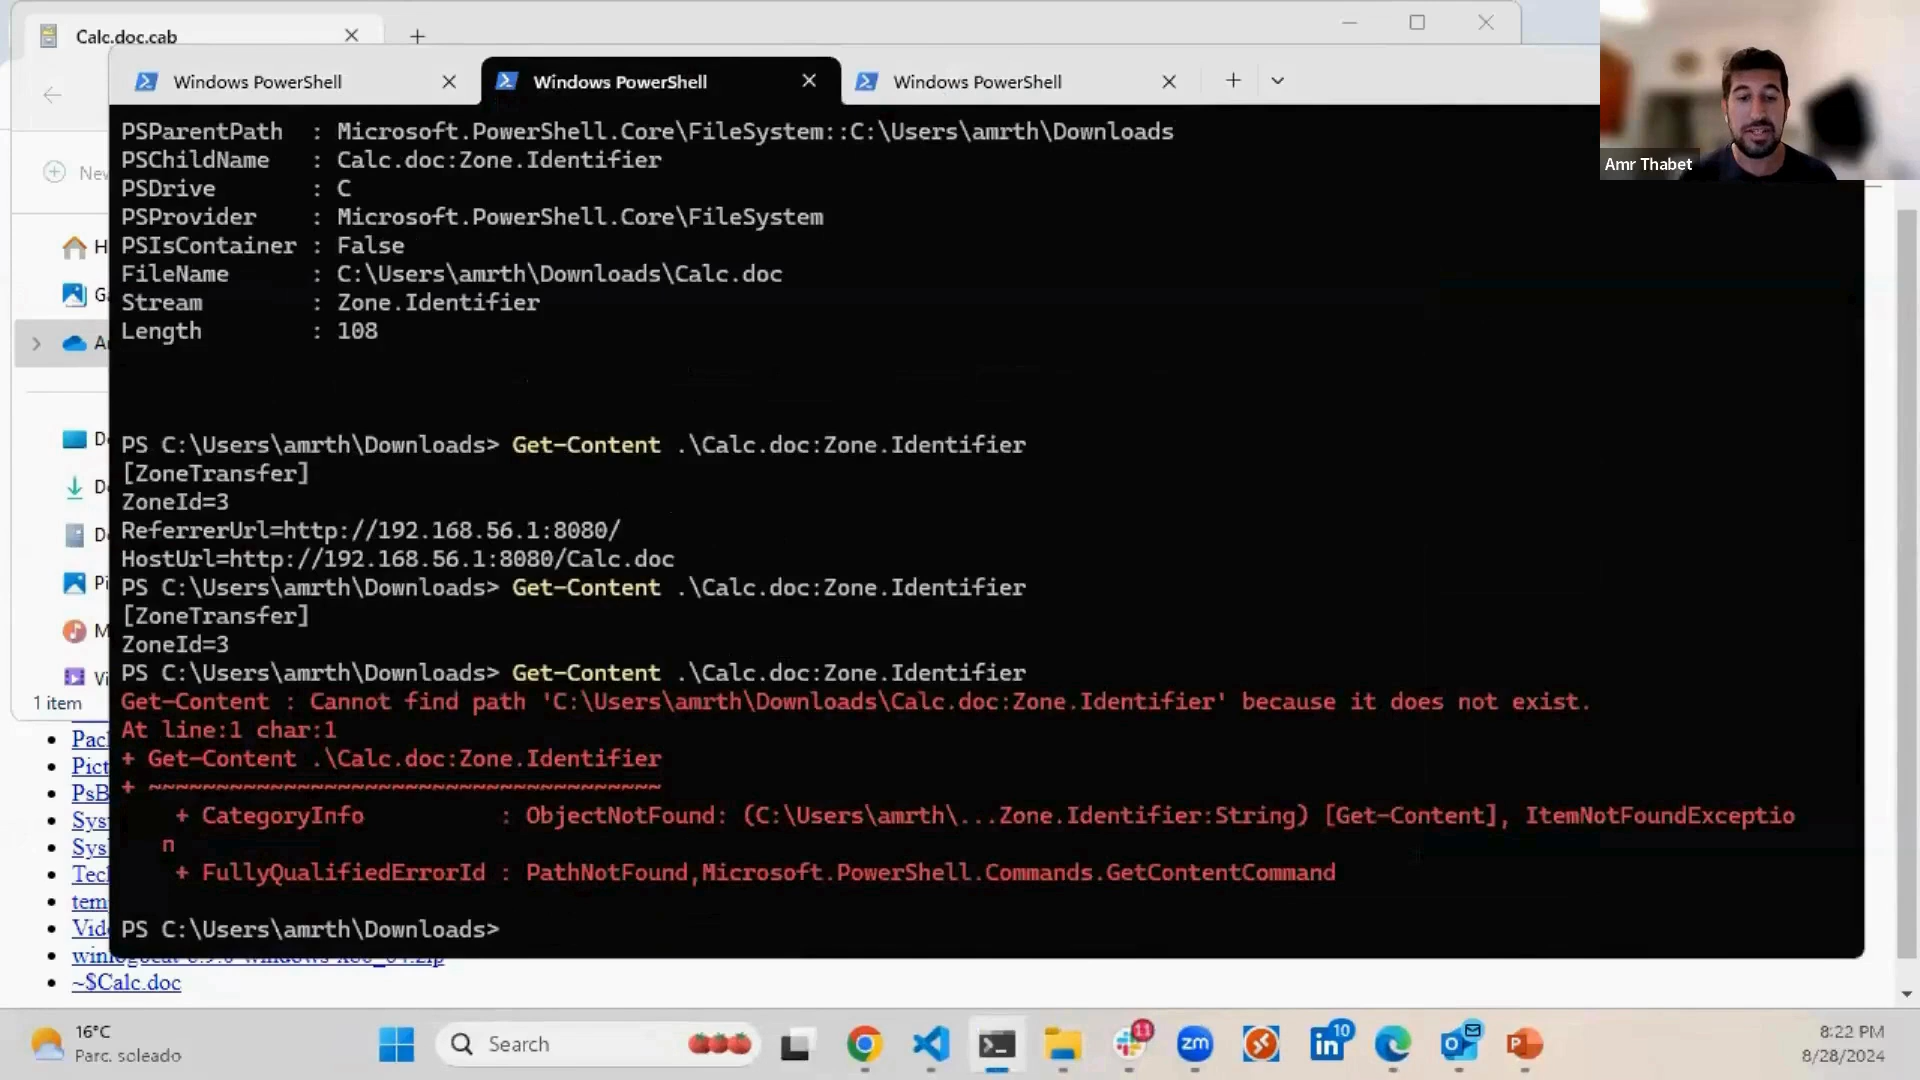 Calc.doc.cab
Windows PowerShell
Windows PowerShell
Windows PowerShell
Amr Thabet
New
1 item
PSParentPath : Microsoft.PowerShell.Core\FileSystem::C:\Users\amrth\Downloads
PSChildName : Calc.doc:Zone.Identifier
PSDrive : C
PSProvider : Microsoft.PowerShell.Core\FileSystem
PSIsContainer : False
FileName : C:\Users\amrth\Downloads\Calc.doc
Stream : Zone.Identifier
Length : 108
PS C:\Users\amrth\Downloads> Get-Content .\Calc.doc:Zone.Identifier
[ZoneTransfer]
ZoneId=3
ReferrerUrl=http://192.168.56.1:8080/
HostUrl=http://192.168.56.1:8080/Calc.doc
PS C:\Users\amrth\Downloads> Get-Content .\Calc.doc:Zone.Identifier
[ZoneTransfer]
ZoneId=3
PS C:\Users\amrth\Downloads> Get-Content .\Calc.doc:Zone.Identifier
Get-Content : Cannot find path 'C:\Users\amrth\Downloads\Calc.doc:Zone.Identifier' because it does not exist.
At line:1 char:1
+ Get-Content .\Calc.doc:Zone.Identifier
+ ~~~~~~~~~~~~~~~~~~~~~~~~~~~~~~~~~~~~~~
+ CategoryInfo : ObjectNotFound: (C:\Users\amrth\...Zone.Identifier:String) [Get-Content], ItemNotFoundExceptio
n
+ FullyQualifiedErrorId : PathNotFound,Microsoft.PowerShell.Commands.GetContentCommand
PS C:\Users\amrth\Downloads>
~$Calc.doc
16°C
Parc. soleado
Search
11
zm
10
8:22 PM
8/28/2024